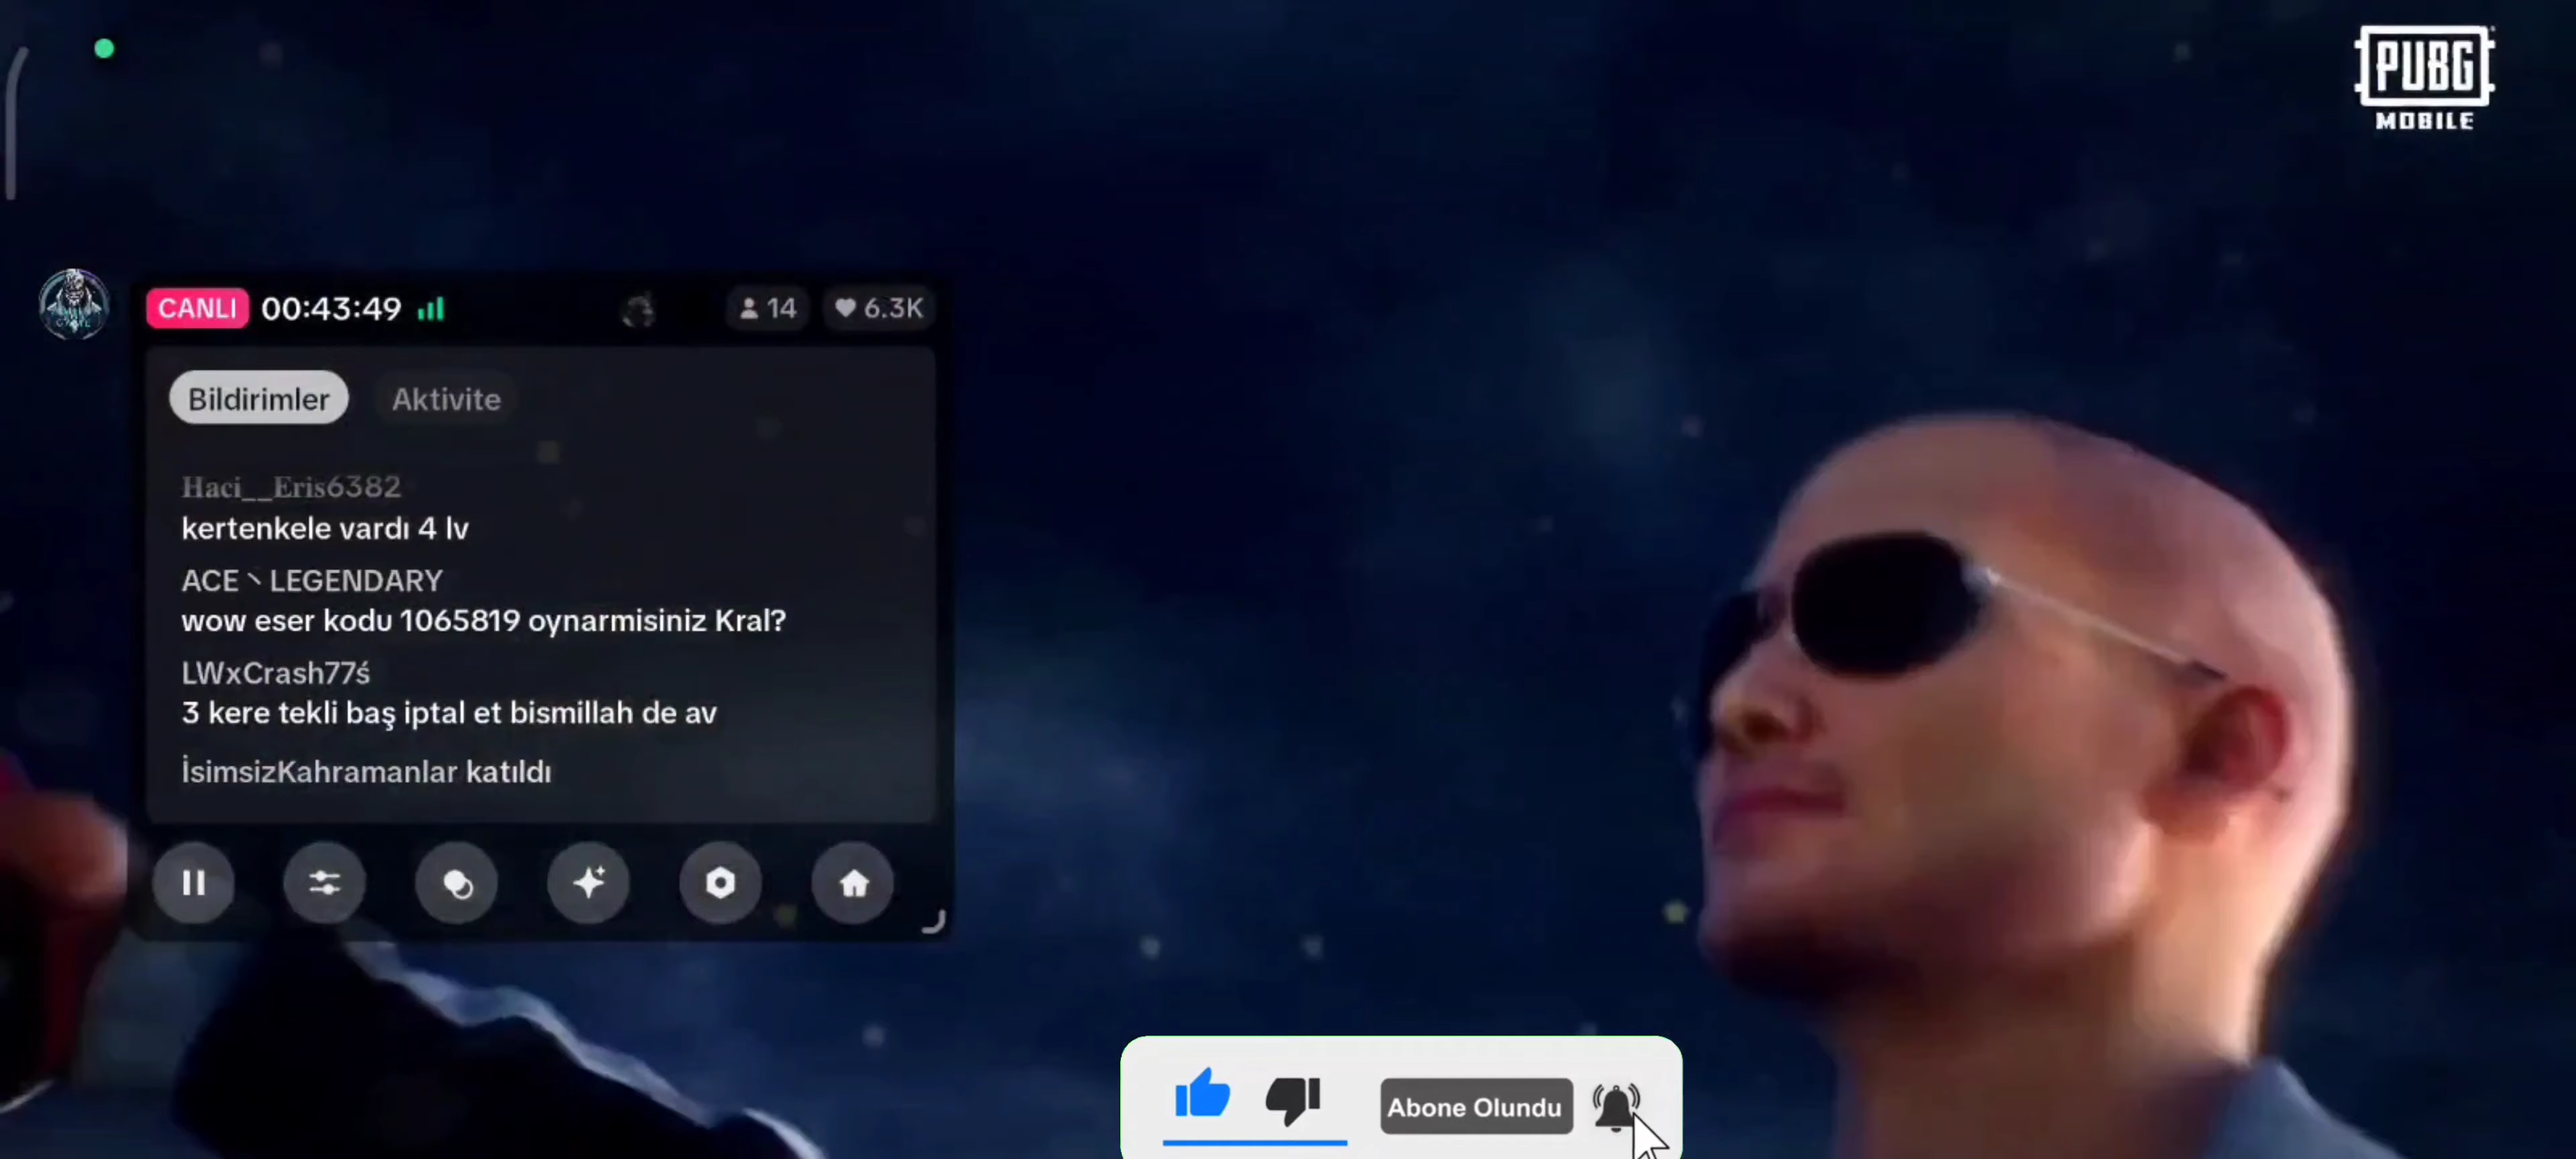 PUBG
MOBILE
CANLI 00:43:49 14 6.3K
Bildirimler Aktivite
Haci__Eris6382
kertenkele vardı 4 lv
ACE丶LEGENDARY
wow eser kodu 1065819 oynarmisiniz Kral?
LWxCrash77ś
3 kere tekli baş iptal et bismillah de av
İsimsizKahramanlar katıldı
Abone Olundu